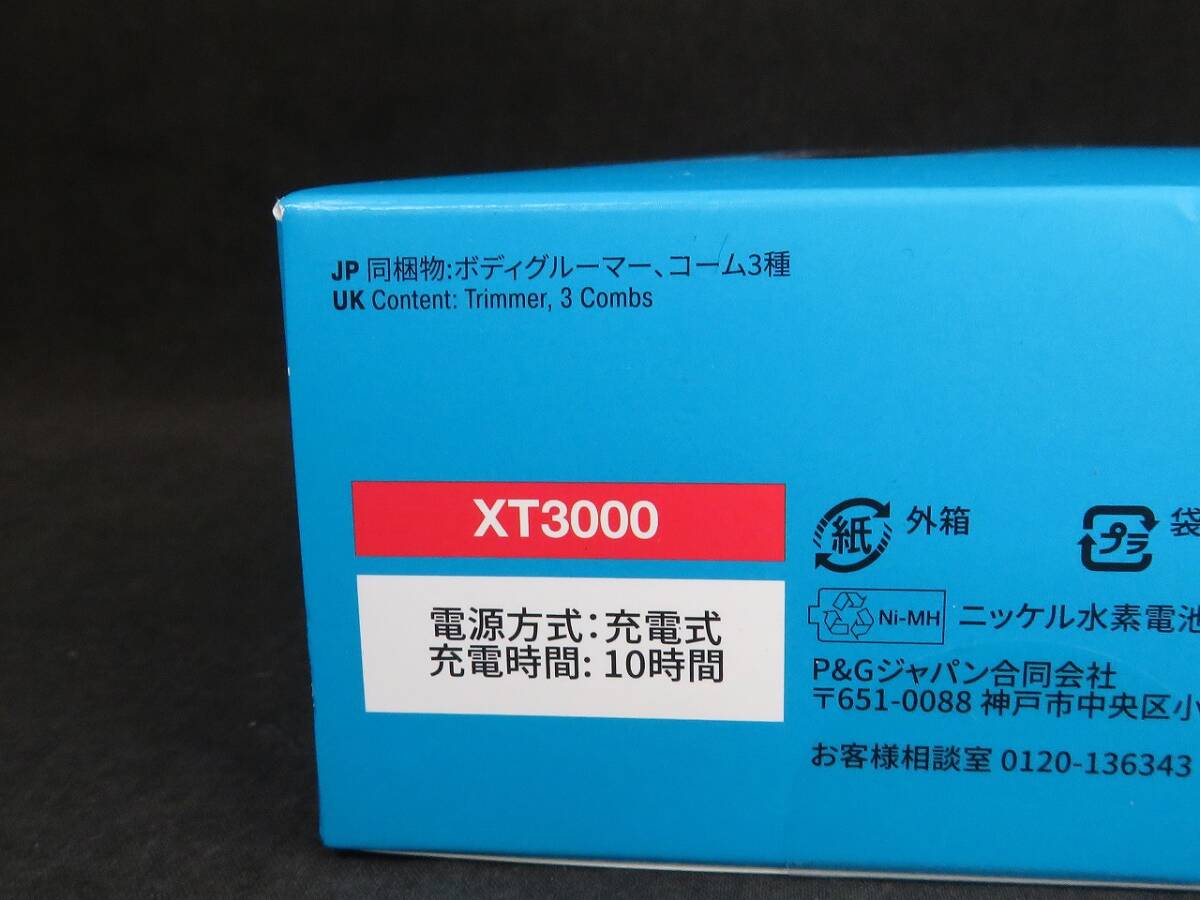 JP 同梱物:ボディグルーマー、コーム3種
UK Content: Trimmer, 3 Combs
XT3000
電源方式:充電式
充電時間: 10時間
紙 外箱
プラ 袋
Ni-MH ニッケル水素電池
P&Gジャパン合同会社
〒651-0088 神戸市中央区小
お客様相談室 0120-136343